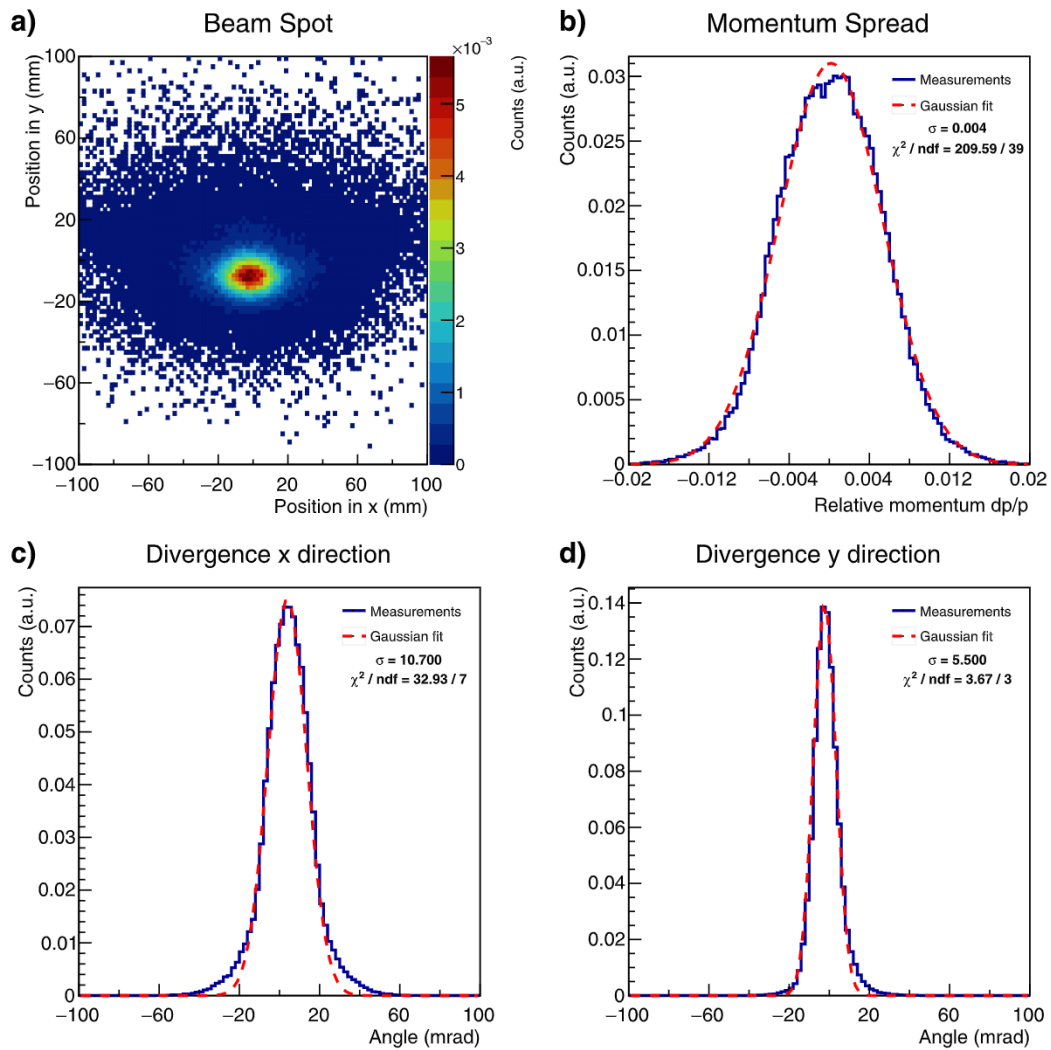 a) Beam Spot
Position in y (mm)
100
60
20
−20
−60
−100
−100 −60 −20 20 60 100
Position in x (mm)
×10⁻³
5
4
3
2
1
0
Counts (a.u.)
b) Momentum Spread
Counts (a.u.)
0.03
0.025
0.02
0.015
0.01
0.005
0
−0.02 −0.012 −0.004 0.004 0.012 0.02
Relative momentum dp/p
Measurements
Gaussian fit
σ = 0.004
χ² / ndf = 209.59 / 39
c) Divergence x direction
Counts (a.u.)
0.07
0.06
0.05
0.04
0.03
0.02
0.01
0
−100 −60 −20 20 60 100
Angle (mrad)
Measurements
Gaussian fit
σ = 10.700
χ² / ndf = 32.93 / 7
d) Divergence y direction
Counts (a.u.)
0.14
0.12
0.1
0.08
0.06
0.04
0.02
0
−100 −60 −20 20 60 100
Angle (mrad)
Measurements
Gaussian fit
σ = 5.500
χ² / ndf = 3.67 / 3